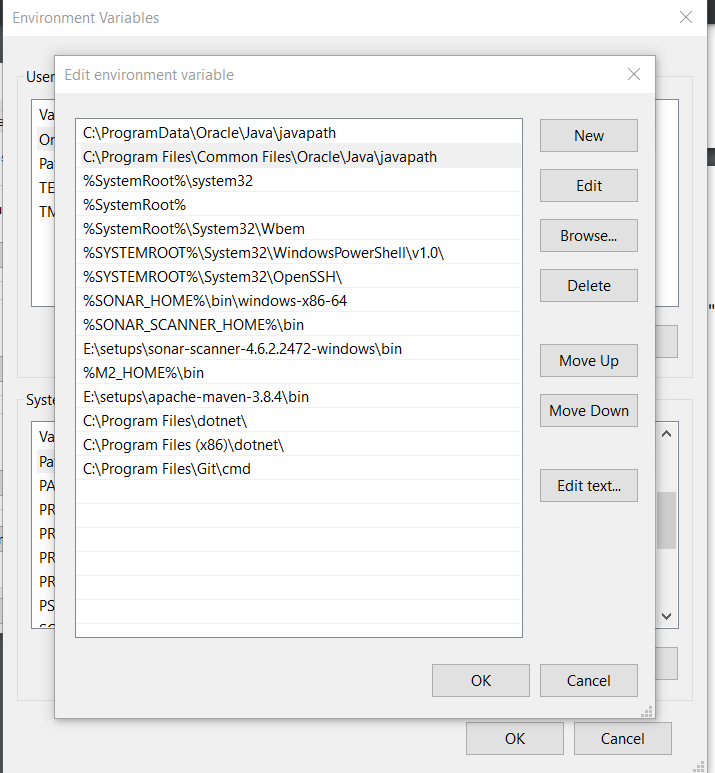 Environment Variables
Edit environment variable
User
Va
Or
Pa
TE
TM
C:\ProgramData\Oracle\Java\javapath
C:\Program Files\Common Files\Oracle\Java\javapath
%SystemRoot%\system32
%SystemRoot%
%SystemRoot%\System32\Wbem
%SYSTEMROOT%\System32\WindowsPowerShell\v1.0\
%SYSTEMROOT%\System32\OpenSSH\
%SONAR_HOME%\bin\windows-x86-64
%SONAR_SCANNER_HOME%\bin
E:\setups\sonar-scanner-4.6.2.2472-windows\bin
%M2_HOME%\bin
E:\setups\apache-maven-3.8.4\bin
C:\Program Files\dotnet\
C:\Program Files (x86)\dotnet\
C:\Program Files\Git\cmd
New
Edit
Browse...
Delete
Move Up
Move Down
Edit text...
Syste
Va
Pa
PA
PR
PR
PR
PR
PS
OK
Cancel
OK
Cancel